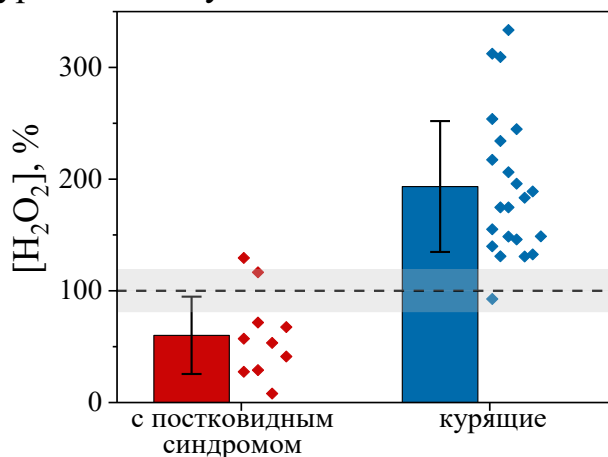 300
200
100
0
[H₂O₂], %
с постковидным
синдромом
курящие